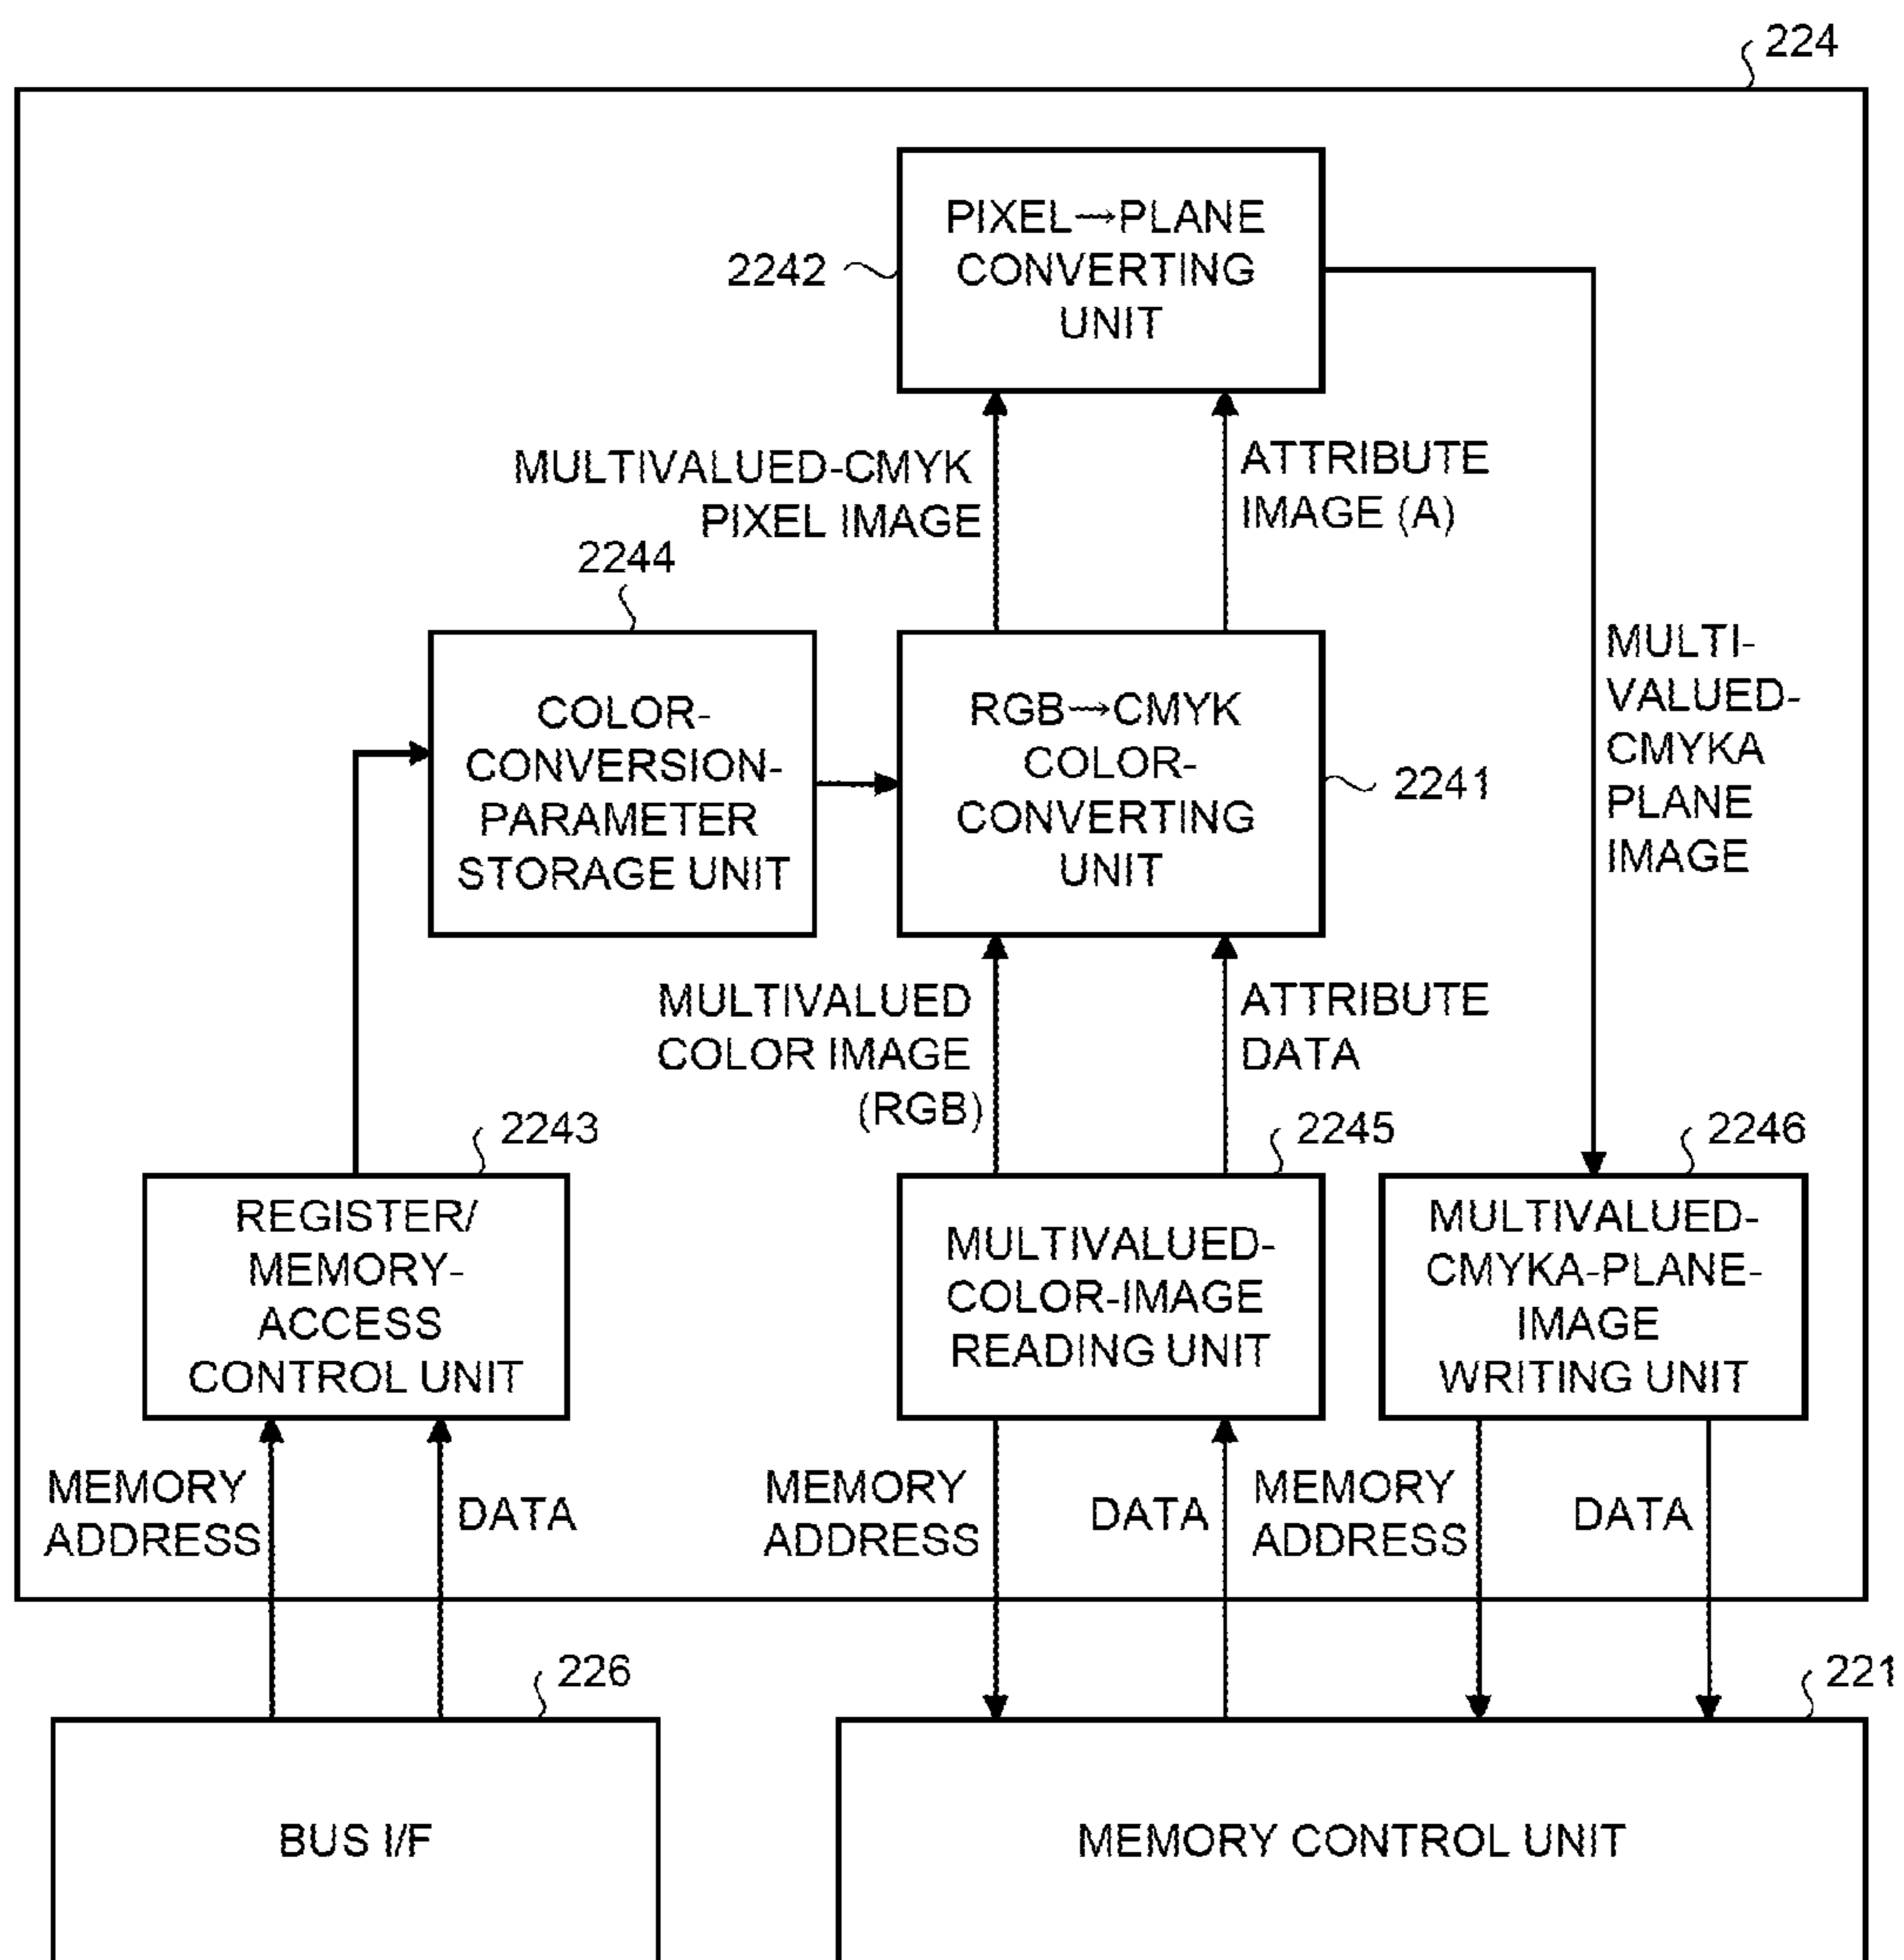 224
PIXEL→PLANE
CONVERTING
UNIT
2242
MULTIVALUED-CMYK
PIXEL IMAGE
ATTRIBUTE
IMAGE (A)
2244
COLOR-
CONVERSION-
PARAMETER
STORAGE UNIT
RGB→CMYK
COLOR-
CONVERTING
UNIT
2241
MULTI-
VALUED-
CMYKA
PLANE
IMAGE
MULTIVALUED
COLOR IMAGE
(RGB)
ATTRIBUTE
DATA
2243
REGISTER/
MEMORY-
ACCESS
CONTROL UNIT
2245
MULTIVALUED-
COLOR-IMAGE
READING UNIT
2246
MULTIVALUED-
CMYKA-PLANE-
IMAGE
WRITING UNIT
MEMORY
ADDRESS
DATA
MEMORY
ADDRESS
DATA
MEMORY
ADDRESS
DATA
226
BUS I/F
221
MEMORY CONTROL UNIT